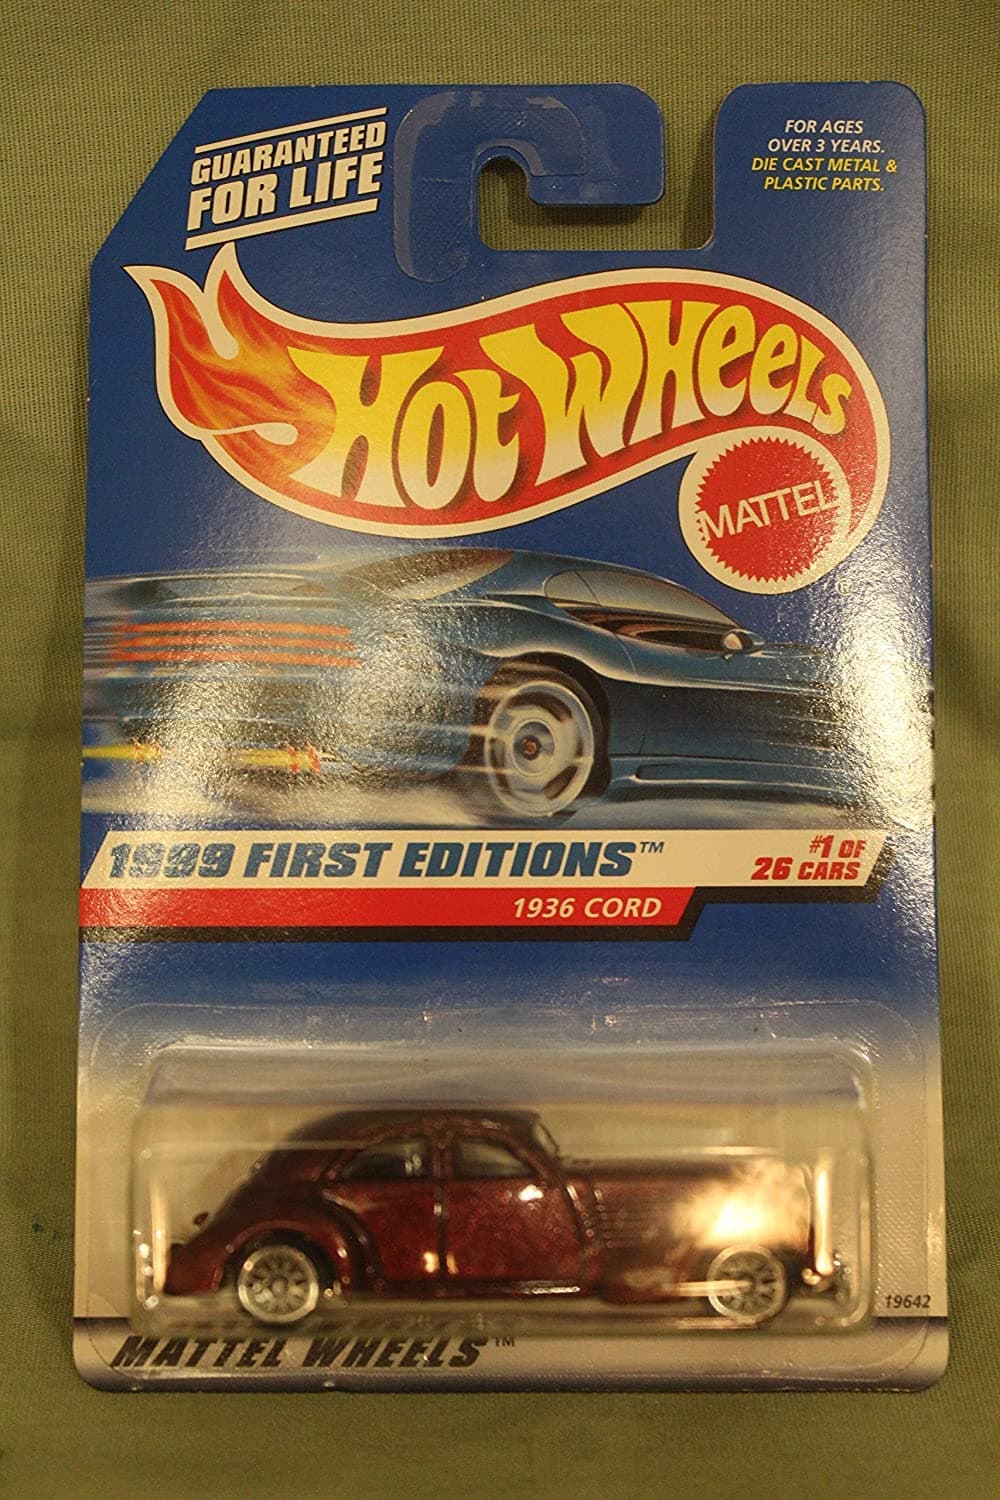 GUARANTEED
FOR LIFE
FOR AGES
OVER 3 YEARS.
DIE CAST METAL &
PLASTIC PARTS.
HOT WHEELS
MATTEL
®
1999 FIRST EDITIONS™
#1 OF
26 CARS
1936 CORD
19642
MATTEL WHEELS™